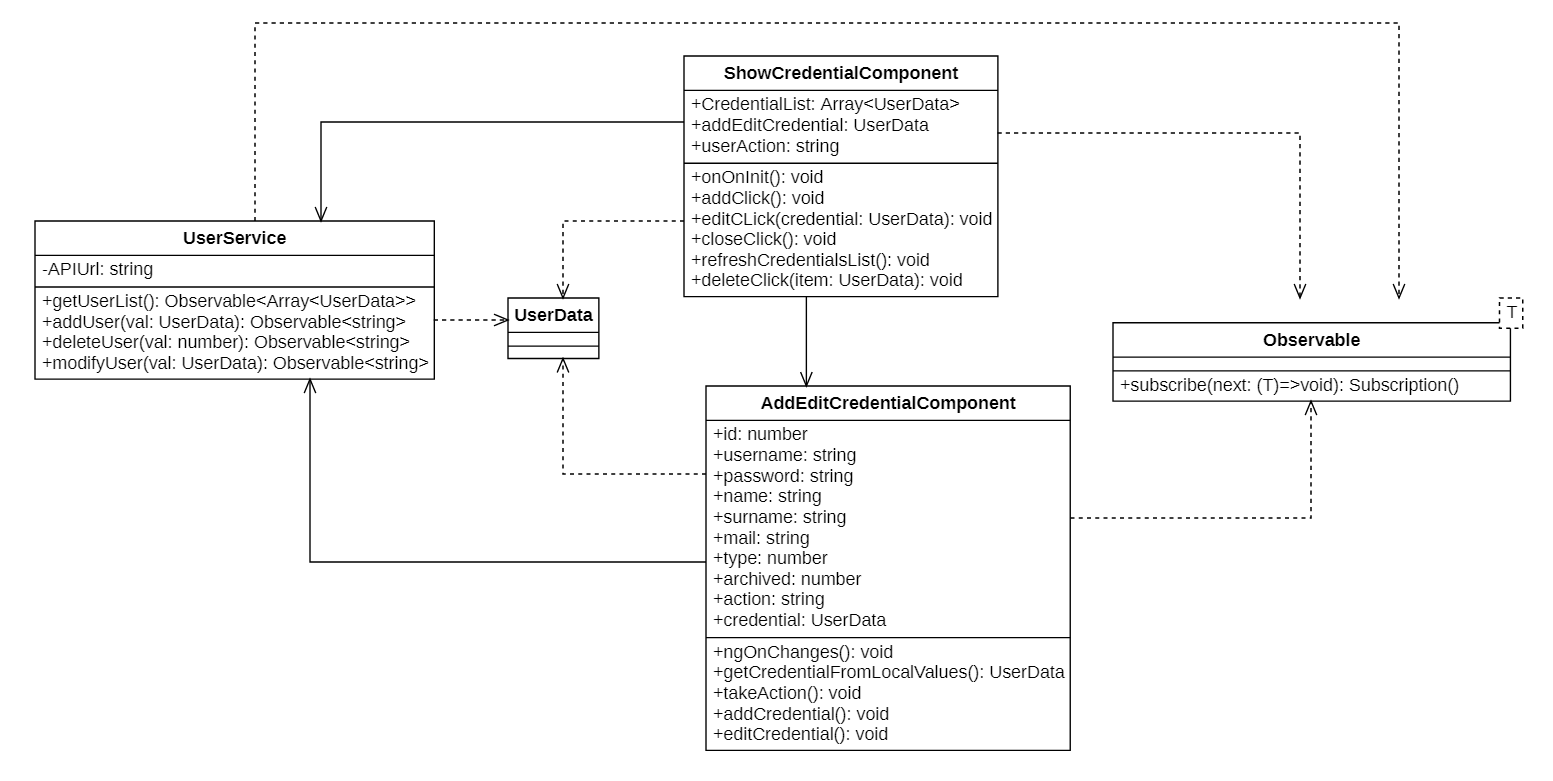 ShowCredentialComponent
+CredentialList: Array<UserData>
+addEditCredential: UserData
+userAction: string
+onOnInit(): void
+addClick(): void
+editCLick(credential: UserData): void
+closeClick(): void
+refreshCredentialsList(): void
+deleteClick(item: UserData): void
UserService
-APIUrl: string
+getUserList(): Observable<Array<UserData>>
+addUser(val: UserData): Observable<string>
+deleteUser(val: number): Observable<string>
+modifyUser(val: UserData): Observable<string>
UserData
T
Observable
+subscribe(next: (T)=>void): Subscription()
AddEditCredentialComponent
+id: number
+username: string
+password: string
+name: string
+surname: string
+mail: string
+type: number
+archived: number
+action: string
+credential: UserData
+ngOnChanges(): void
+getCredentialFromLocalValues(): UserData
+takeAction(): void
+addCredential(): void
+editCredential(): void